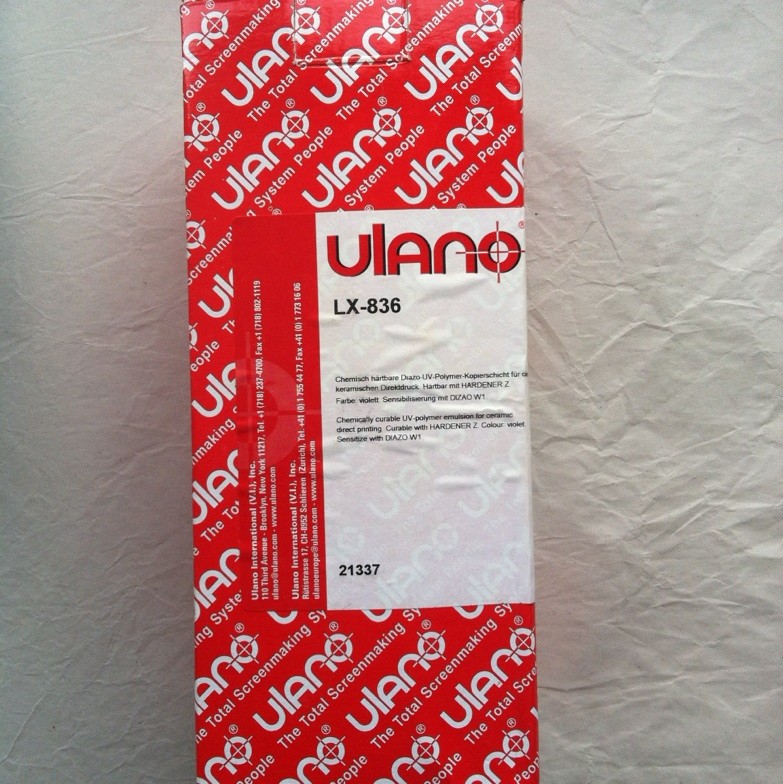 ulano
LX-836
Chemisch härtbare Diazo-UV-Polymer-Kopierschicht für
keramischen Direktdruck. Härtbar mit HARDENER Z.
Farbe: violett. Sensibilisierung mit DIZAO W1.
Chemically curable UV-polymer emulsion for ceramic
direct printing. Curable with HARDENER Z. Colour: violet.
Sensitize with DIAZO W1.
21337
Ulano International (V.I.), Inc.
110 Third Avenue - Brooklyn, New York 11217, Tel. +1 (718) 237-4700, Fax +1 (718) 802-1119
ulano@ulano.com - www.ulano.com
Ulano International (V.I.), Inc.
Rütistrasse 17, CH-8952 Schlieren (Zurich), Tel. +41 (0) 1 755 44 77, Fax +41 (0) 1 773 16 06
ulanoeurope@ulano.com - www.ulano.com
ulano®
The Total Screenmaking System People